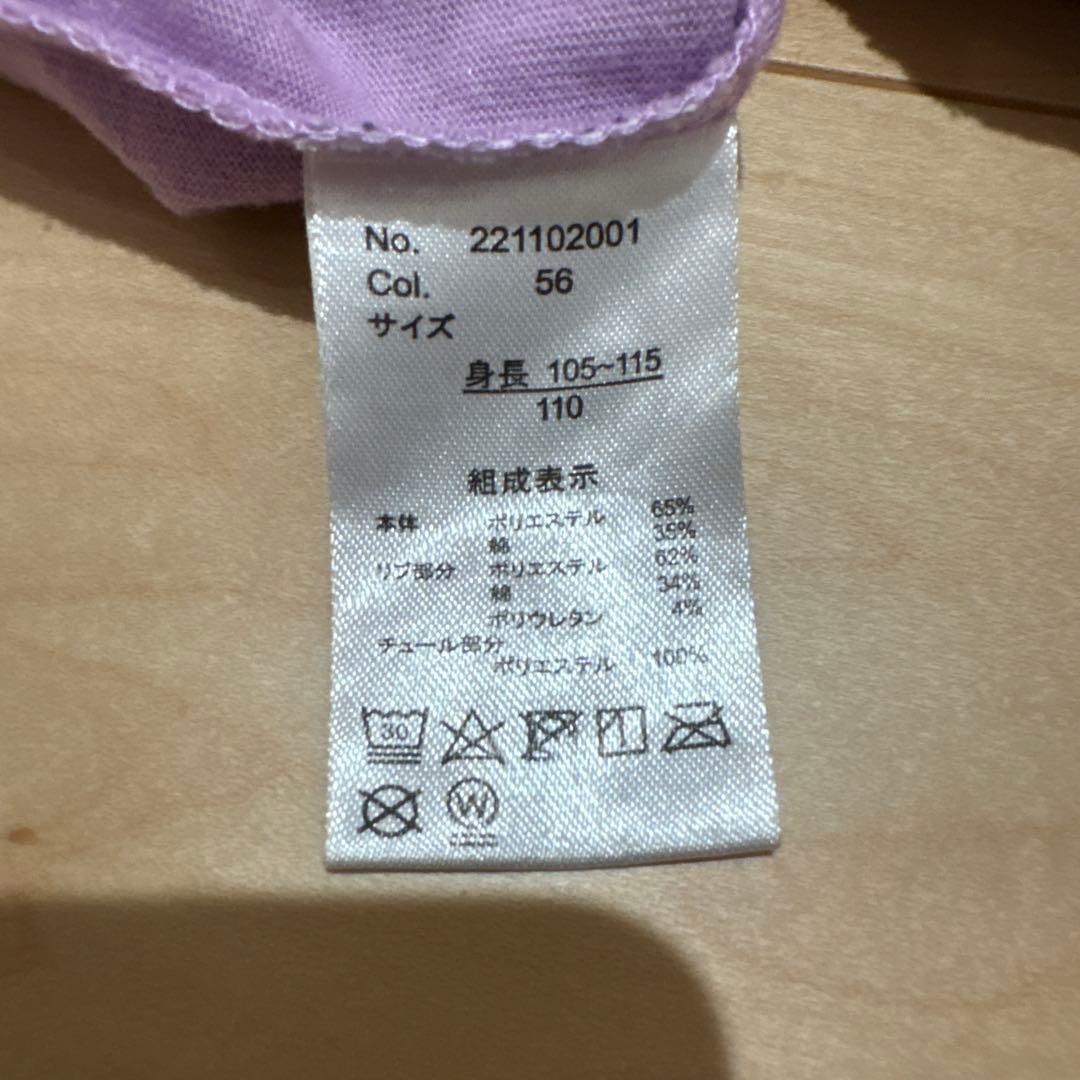 No. 221102001
Col. 56
サイズ
身長 105~115
110
組成表示
本体 ポリエステル 65%
綿 35%
リブ部分 ポリエステル 62%
綿 34%
ポリウレタン 4%
チュール部分
ポリエステル 100%
30
W